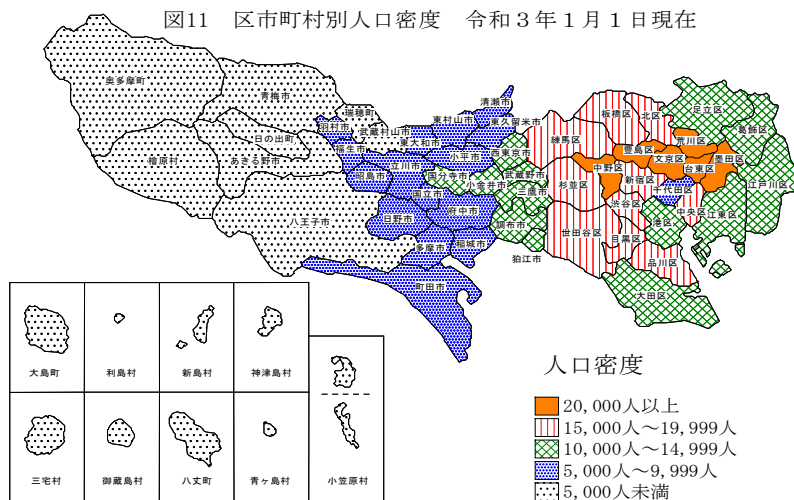 図11　区市町村別人口密度　令和３年１月１日現在
奥多摩町
青梅市
瑞穂町
清瀬市
東村山市
東久留米市
板橋区
北区
足立区
葛飾区
羽村市
武蔵村山市
東大和市
練馬区
荒川区
日の出町
福生市
小平市
西東京市
豊島区
文京区
墨田区
檜原村
あきる野市
立川市
昭島市
国分寺市
武蔵野市
中野区
台東区
小金井市
三鷹市
杉並区
新宿区
千代田区
江戸川区
国立市
渋谷区
八王子市
日野市
府中市
調布市
世田谷区
港区
中央区
江東区
多摩市
稲城市
目黒区
狛江市
品川区
町田市
大田区
大島町
利島村
新島村
神津島村
三宅村
御蔵島村
八丈町
青ヶ島村
小笠原村
人口密度
20,000人以上
15,000人～19,999人
10,000人～14,999人
5,000人～9,999人
5,000人未満